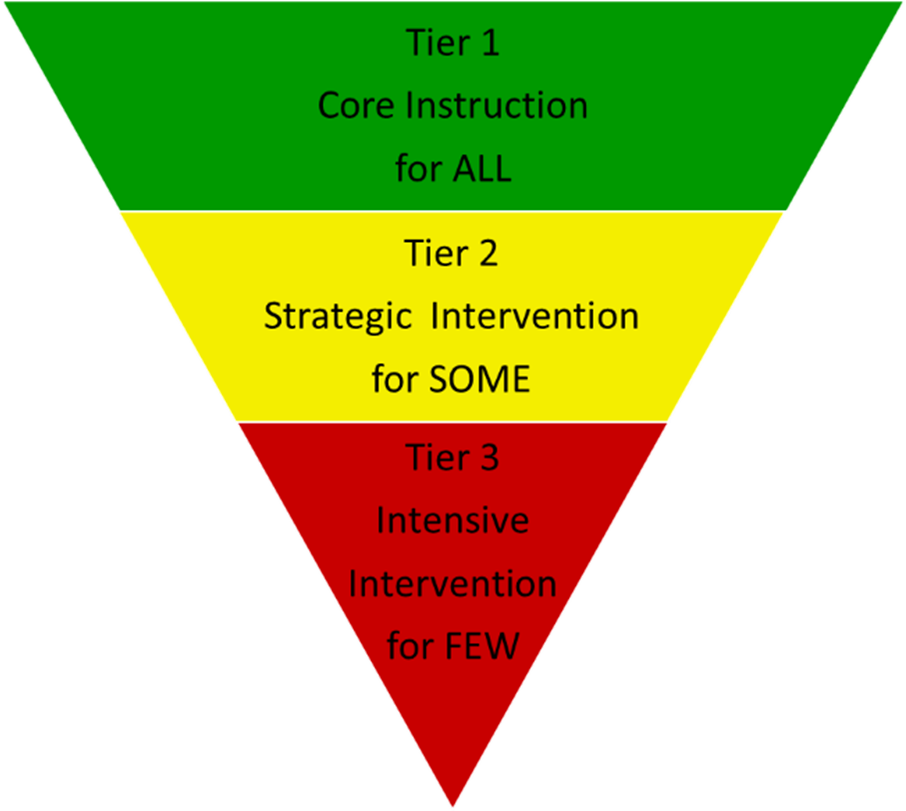 Tier 1
Core Instruction
for ALL
Tier 2
Strategic  Intervention
for SOME
Tier 3
Intensive
Intervention
for FEW